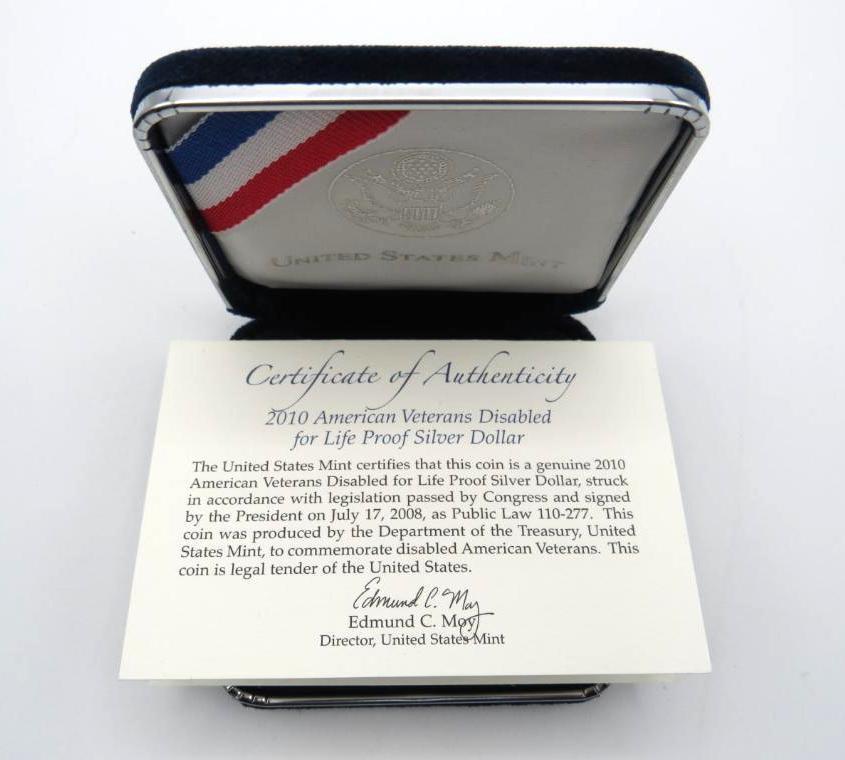 UNITED STATES MINT
Certificate of Authenticity
2010 American Veterans Disabled
for Life Proof Silver Dollar
The United States Mint certifies that this coin is a genuine 2010
American Veterans Disabled for Life Proof Silver Dollar, struck
in accordance with legislation passed by Congress and signed
by the President on July 17, 2008, as Public Law 110-277. This
coin was produced by the Department of the Treasury, United
States Mint, to commemorate disabled American Veterans. This
coin is legal tender of the United States.
Edmund C. Moy
Edmund C. Moy
Director, United States Mint